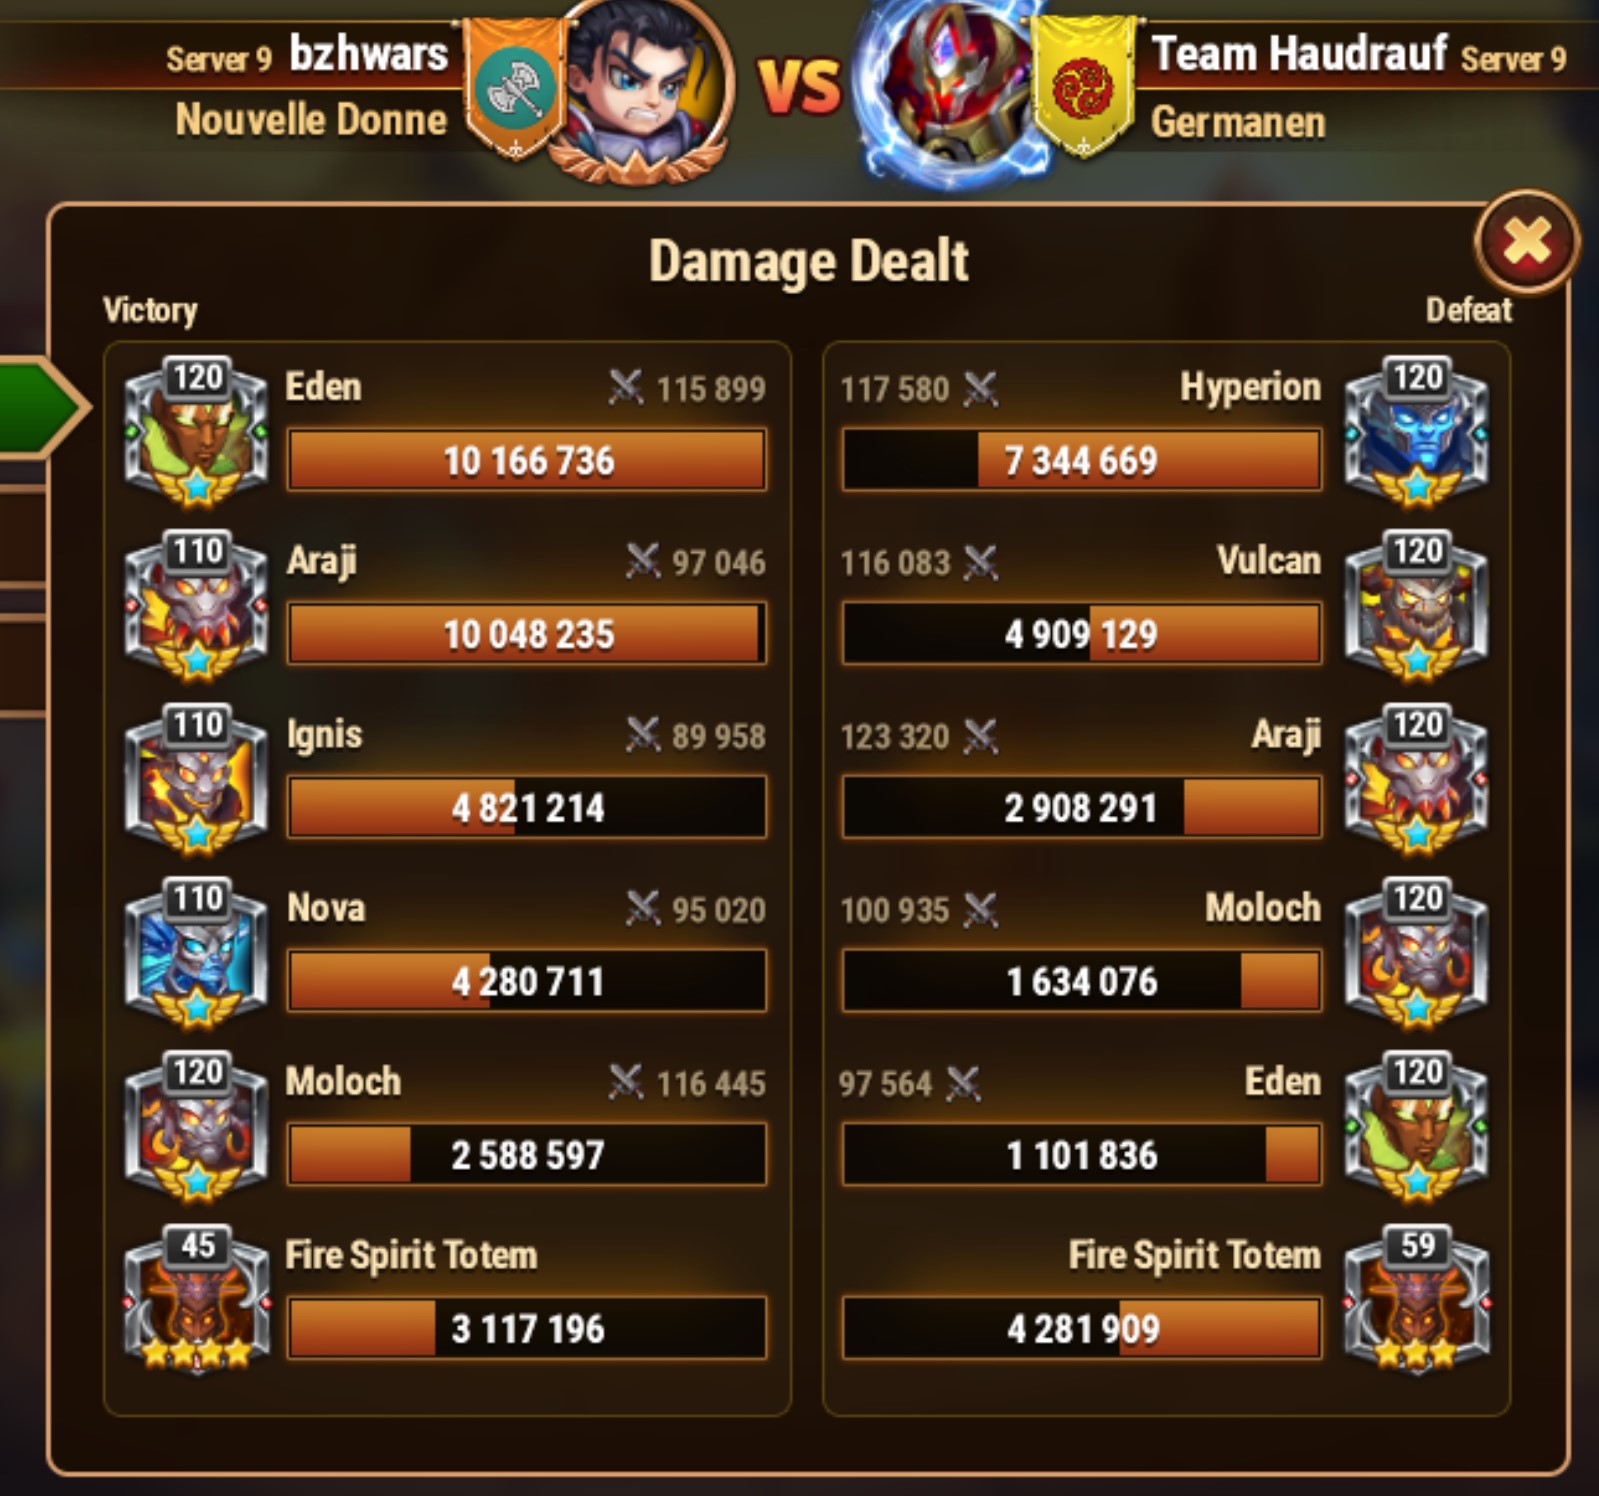 Server 9 bzhwars
Nouvelle Donne
VS
Team Haudrauf Server 9
Germanen
Damage Dealt
Victory
Defeat
120
Eden
115 899
10 166 736
117 580
Hyperion
120
7 344 669
110
Araji
97 046
10 048 235
116 083
Vulcan
120
4 909 129
110
Ignis
89 958
4 821 214
123 320
Araji
120
2 908 291
110
Nova
95 020
4 280 711
100 935
Moloch
120
1 634 076
120
Moloch
116 445
2 588 597
97 564
Eden
120
1 101 836
45
Fire Spirit Totem
3 117 196
Fire Spirit Totem
59
4 281 909